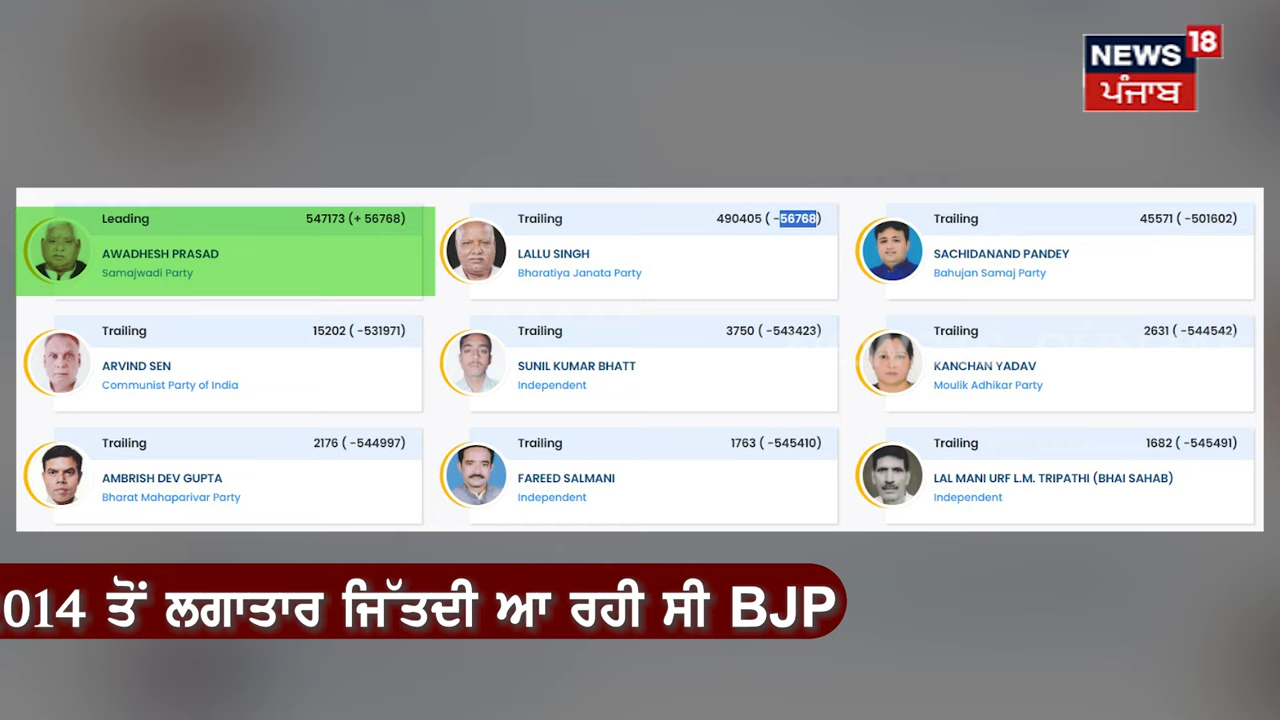 NEWS 18
ਪੰਜਾਬ
Leading 547173 (+ 56768)
AWADHESH PRASAD
Samajwadi Party
Trailing 490405 ( -56768)
LALLU SINGH
Bharatiya Janata Party
Trailing 45571 ( -501602)
SACHIDANAND PANDEY
Bahujan Samaj Party
Trailing 15202 ( -531971)
ARVIND SEN
Communist Party of India
Trailing 3750 ( -543423)
SUNIL KUMAR BHATT
Independent
Trailing 2631 ( -544542)
KANCHAN YADAV
Moulik Adhikar Party
Trailing 2176 ( -544997)
AMBRISH DEV GUPTA
Bharat Mahaparivar Party
Trailing 1763 ( -545410)
FAREED SALMANI
Independent
Trailing 1682 ( -545491)
LAL MANI URF L.M. TRIPATHI (BHAI SAHAB)
Independent
014 ਤੋਂ ਲਗਾਤਾਰ ਜਿੱਤਦੀ ਆ ਰਹੀ ਸੀ BJP